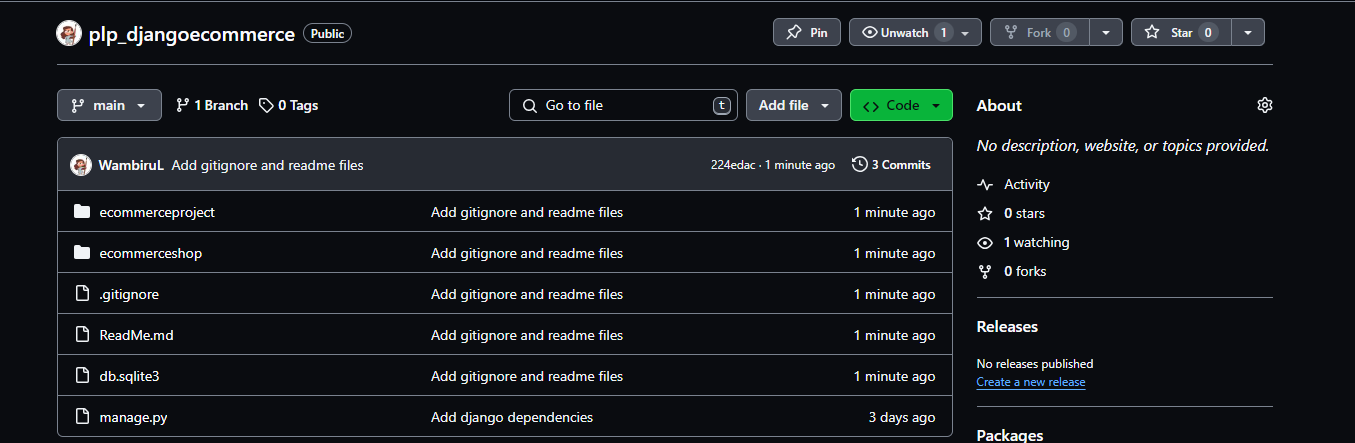 plp_djangoecommerce Public Pin Unwatch 1 Fork 0 Star 0
main 1 Branch 0 Tags Go to file t Add file Code
WambiruL Add gitignore and readme files 224edac · 1 minute ago 3 Commits
ecommerceproject Add gitignore and readme files 1 minute ago
ecommerceshop Add gitignore and readme files 1 minute ago
.gitignore Add gitignore and readme files 1 minute ago
ReadMe.md Add gitignore and readme files 1 minute ago
db.sqlite3 Add gitignore and readme files 1 minute ago
manage.py Add django dependencies 3 days ago
About
No description, website, or topics provided.
Activity
0 stars
1 watching
0 forks
Releases
No releases published
Create a new release
Packages